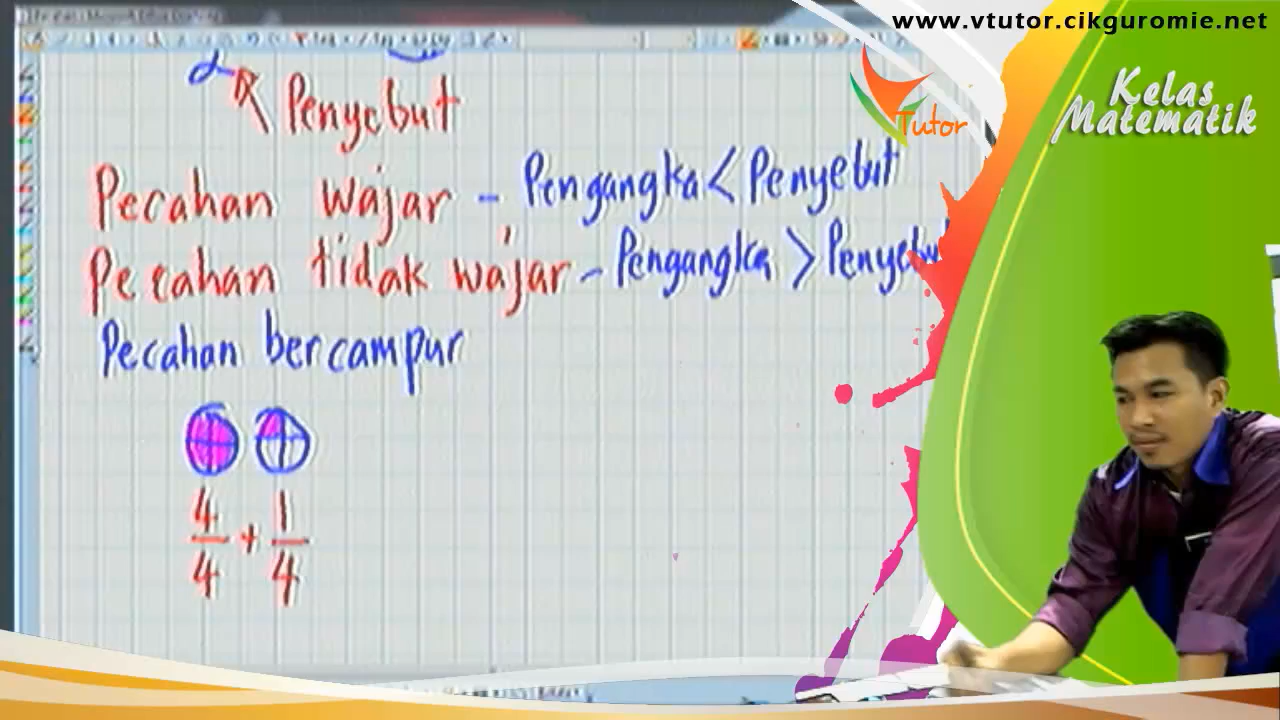 www.vtutor.cikguromie.net
Kelas
Matematik
Tutor
2
Penyebut
Pecahan wajar - Pengangka < Penyebut
Pecahan tidak wajar - Pengangka > Penyebut
Pecahan bercampur
4/4 + 1/4